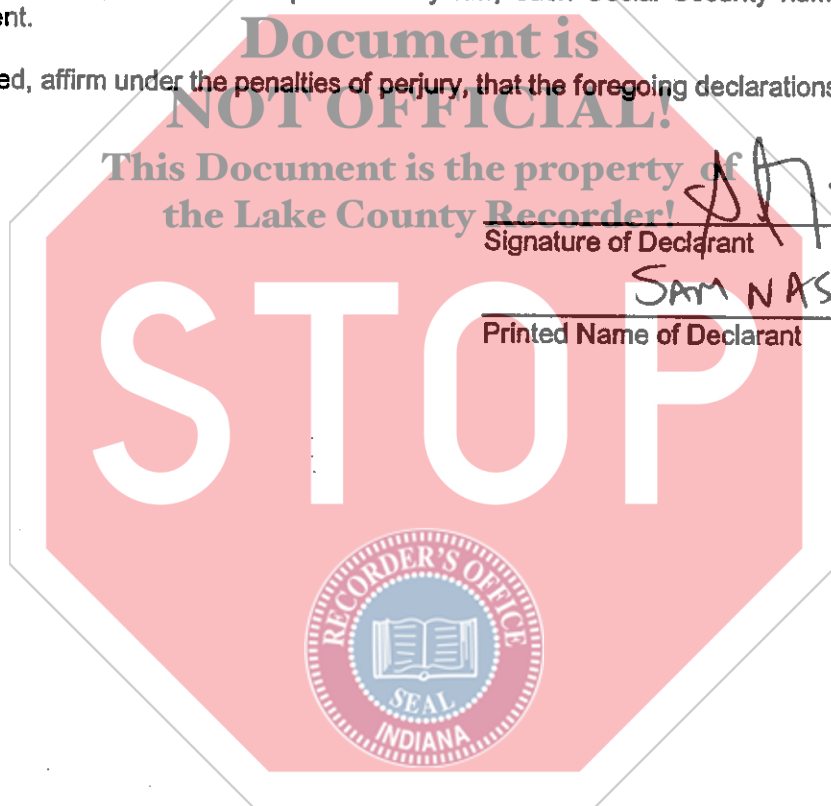 ent.
Document is
ed, affirm under the penalties of perjury, that the foregoing declarations
NOT OFFICIAL!
This Document is the property of
the Lake County Recorder!
Signature of Declarant
SAM NAS
Printed Name of Declarant
STOP
RECORDER'S OFFICE
SEAL
INDIANA